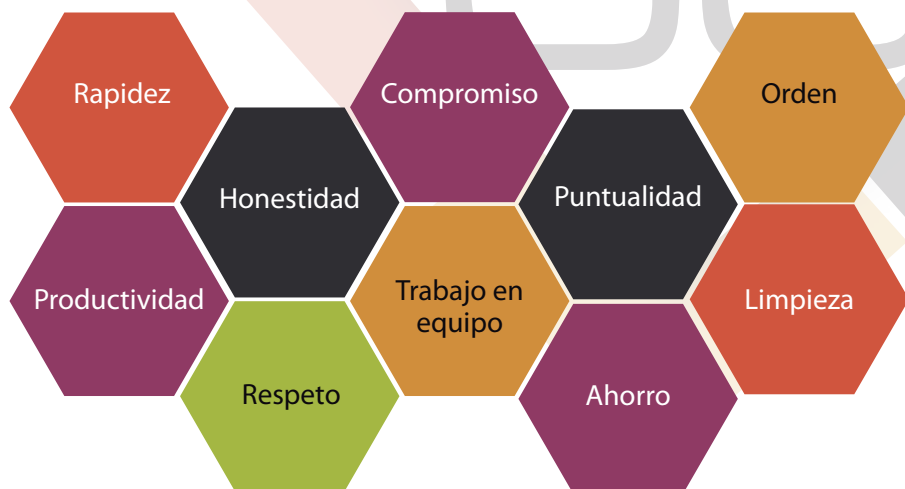 Rapidez
Compromiso
Orden
Honestidad
Puntualidad
Productividad
Trabajo en
equipo
Limpieza
Respeto
Ahorro